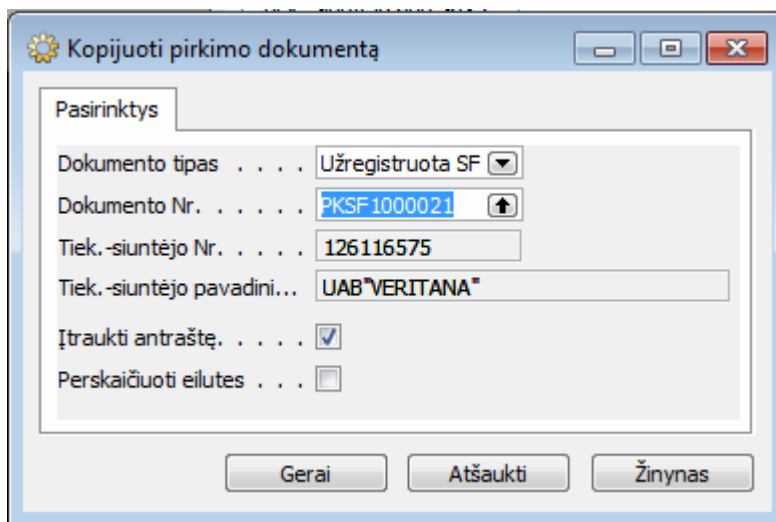 Kopijuoti pirkimo dokumentą
Pasirinktys
Dokumento tipas . . . . Užregistruota SF
Dokumento Nr. . . . . . PKSF1000021
Tiek.-siuntėjo Nr. . . . . 126116575
Tiek.-siuntėjo pavadini... UAB"VERITANA"
Įtraukti antraštę. . . . .
Perskaičiuoti eilutes . . .
Gerai Atšaukti Žinynas